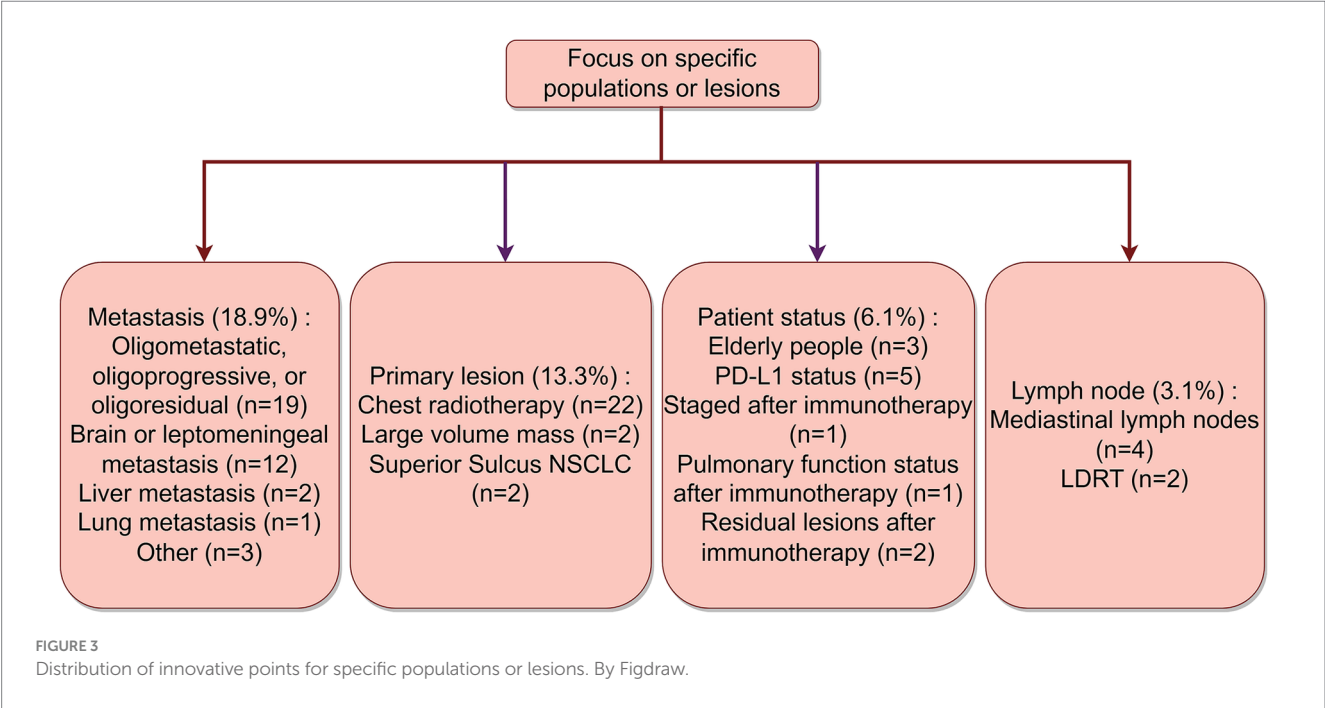 Focus on specific
populations or lesions
Metastasis (18.9%) :
Oligometastatic,
oligoprogressive, or
oligoresidual (n=19)
Brain or leptomeningeal
metastasis (n=12)
Liver metastasis (n=2)
Lung metastasis (n=1)
Other (n=3)
Primary lesion (13.3%) :
Chest radiotherapy (n=22)
Large volume mass (n=2)
Superior Sulcus NSCLC
(n=2)
Patient status (6.1%) :
Elderly people (n=3)
PD-L1 status (n=5)
Staged after immunotherapy
(n=1)
Pulmonary function status
after immunotherapy (n=1)
Residual lesions after
immunotherapy (n=2)
Lymph node (3.1%) :
Mediastinal lymph nodes
(n=4)
LDRT (n=2)
FIGURE 3
Distribution of innovative points for specific populations or lesions. By Figdraw.